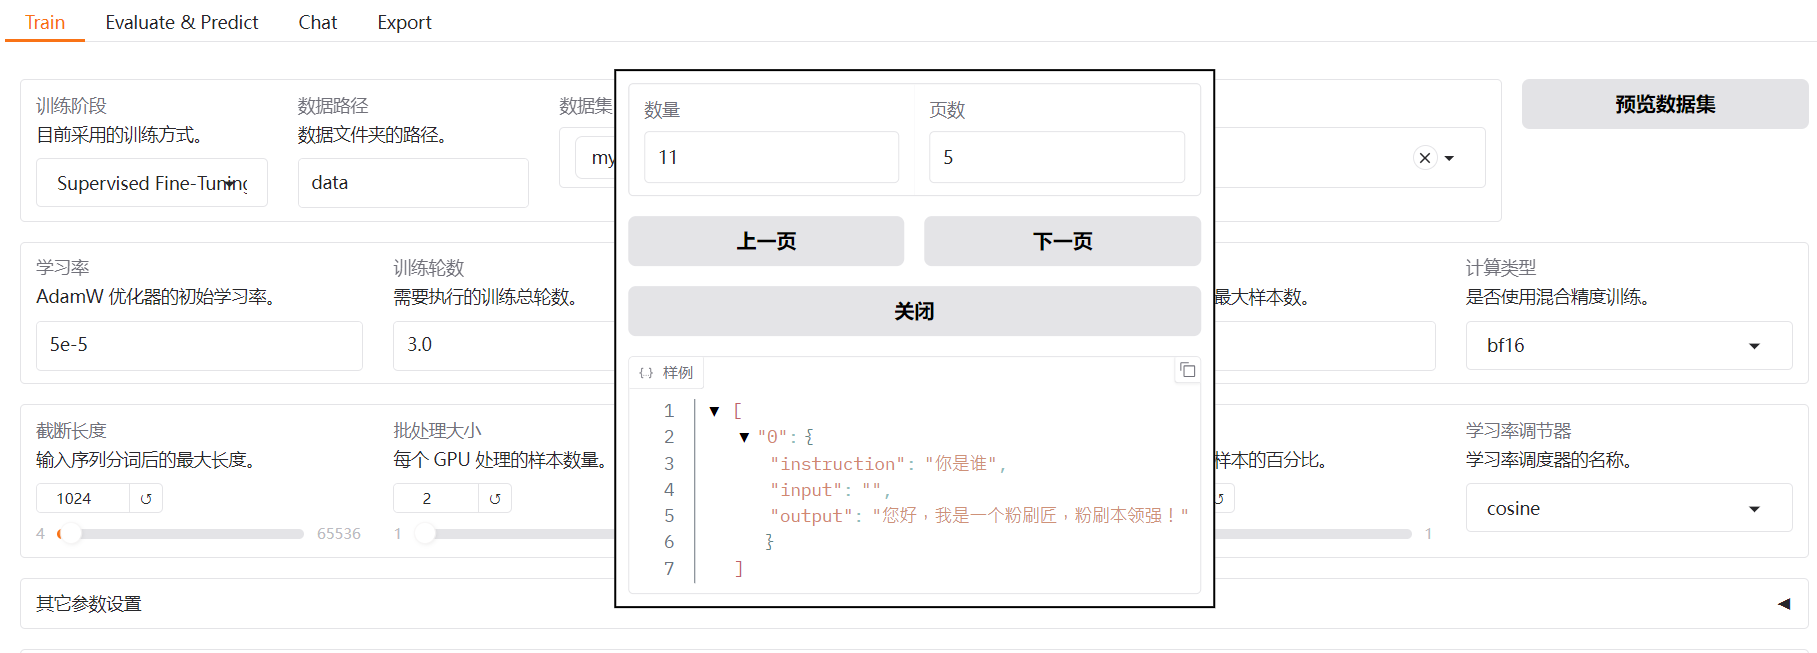 Train Evaluate & Predict Chat Export
训练阶段
目前采用的训练方式。
Supervised Fine-Tuning
数据路径
数据文件夹的路径。
data
数据集
my
数量
11
页数
5
上一页
下一页
关闭
样例
1 [
2 "0": {
3 "instruction": "你是谁",
4 "input": "",
5 "output": "您好，我是一个粉刷匠，粉刷本领强！"
6 }
7 ]
预览数据集
学习率
AdamW 优化器的初始学习率。
5e-5
训练轮数
需要执行的训练总轮数。
3.0
最大样本数。
计算类型
是否使用混合精度训练。
bf16
截断长度
输入序列分词后的最大长度。
1024
4 65536
批处理大小
每个 GPU 处理的样本数量。
2
1
样本的百分比。
1
学习率调节器
学习率调度器的名称。
cosine
其它参数设置